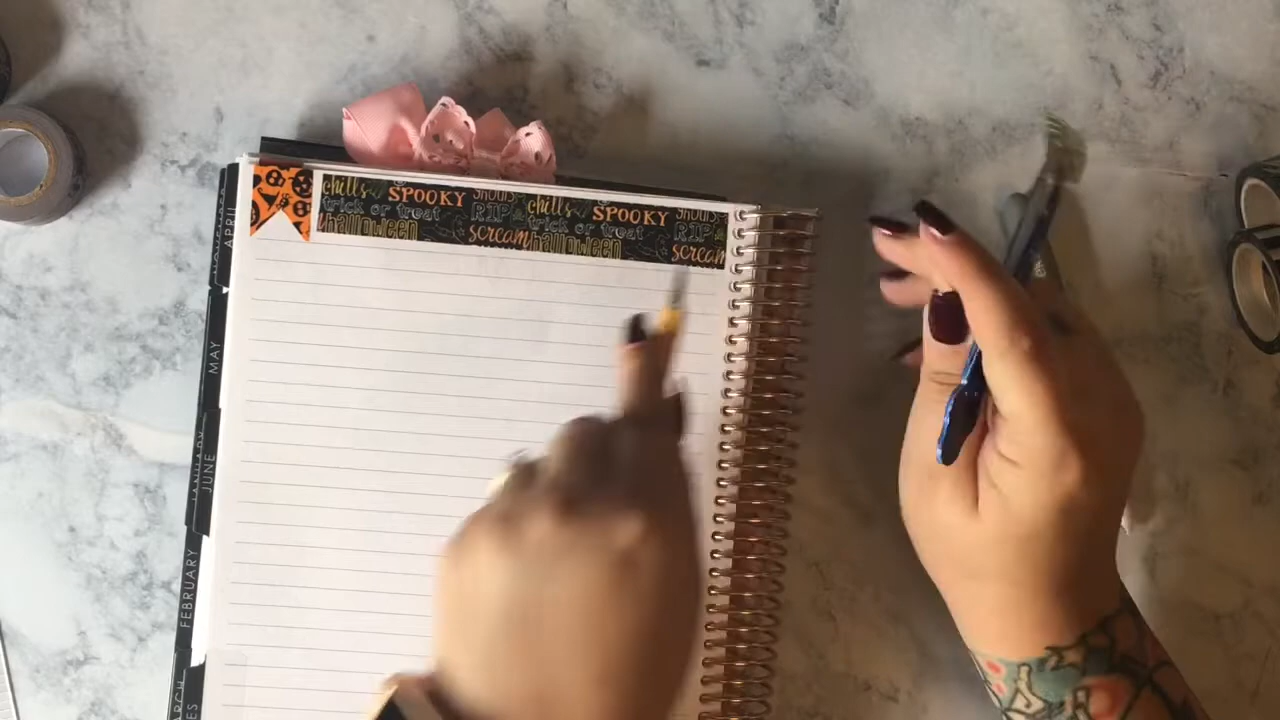 chills SPOOKY GHOULS chills SPOOKY GHOULS
trick or treat RIP trick or treat RIP
halloween scream halloween scream
APRIL
MAY
JANUARY
JUNE
FEBRUARY